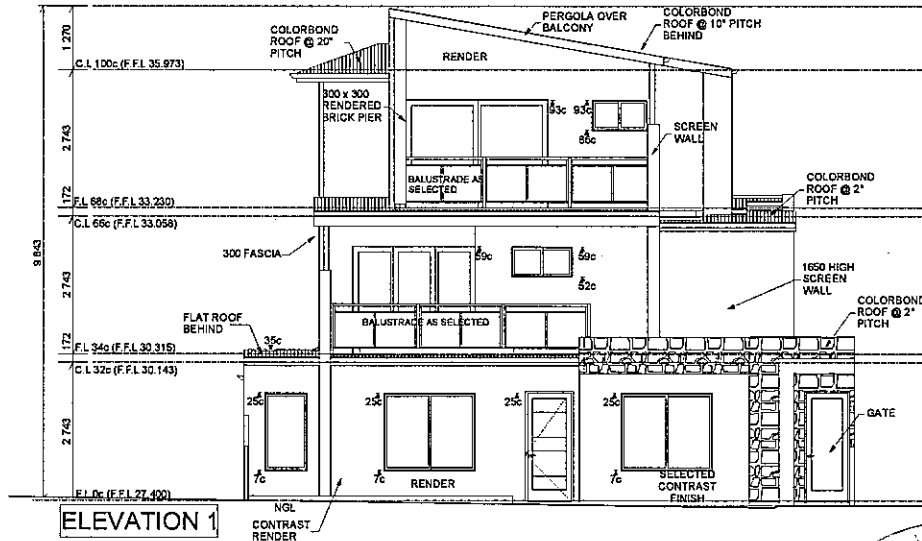 PERGOLA OVER
BALCONY
COLORBOND
ROOF @ 10° PITCH
BEHIND
COLORBOND
ROOF @ 20°
PITCH
1 270
RENDER
C.L 100c (F.F.L 35.973)
300 x 300
RENDERED
BRICK PIER
93c
93c
86c
SCREEN
WALL
2 743
BALUSTRADE AS
SELECTED
COLORBOND
ROOF @ 2°
PITCH
172
F.L 68c (F.F.L 33.230)
C.L 66c (F.F.L 33.058)
9 843
300 FASCIA
59c
59c
52c
2 743
1650 HIGH
SCREEN
WALL
COLORBOND
ROOF @ 2°
PITCH
FLAT ROOF
BEHIND
35c
BALUSTRADE AS SELECTED
172
F.L 34c (F.F.L 30.315)
C.L 32c (F.F.L 30.143)
25c
25c
25c
25c
GATE
2 743
7c
7c
7c
RENDER
SELECTED
CONTRAST
FINISH
F.L 0c (F.F.L 27.400)
ELEVATION 1
NGL
CONTRAST
RENDER